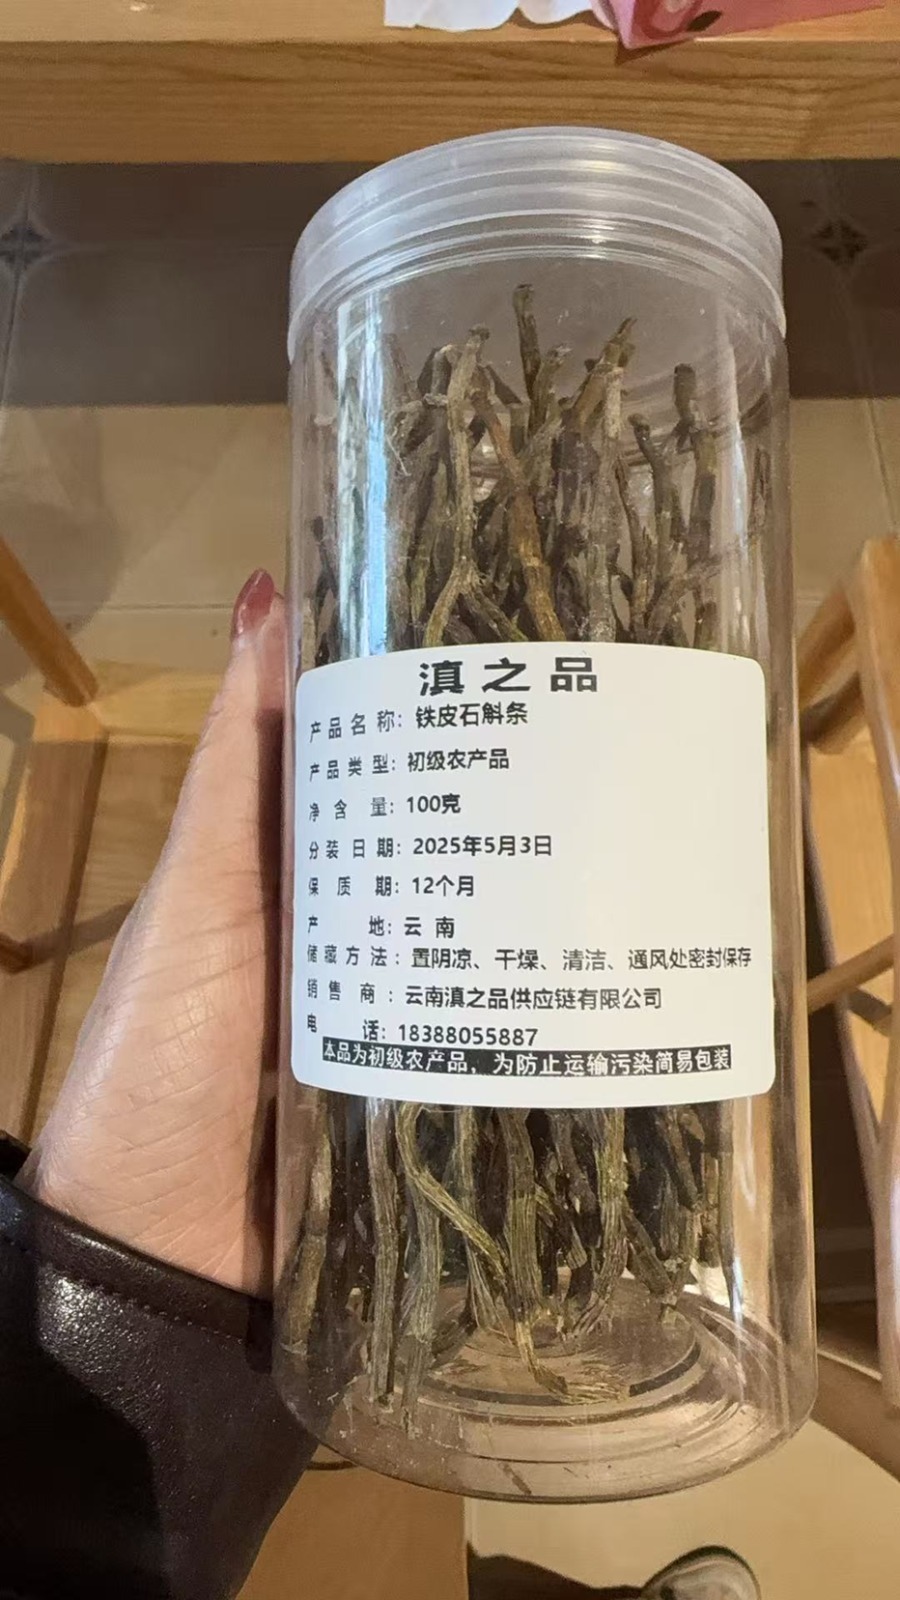 滇之品
产品名称：铁皮石斛条
产品类型：初级农产品
净含量：100克
分装日期：2025年5月3日
保质期：12个月
产地：云南
储藏方法：置阴凉、干燥、清洁、通风处密封保存
销售商：云南滇之品供应链有限公司
电话：18388055887
本品为初级农产品，为防止运输污染简易包装